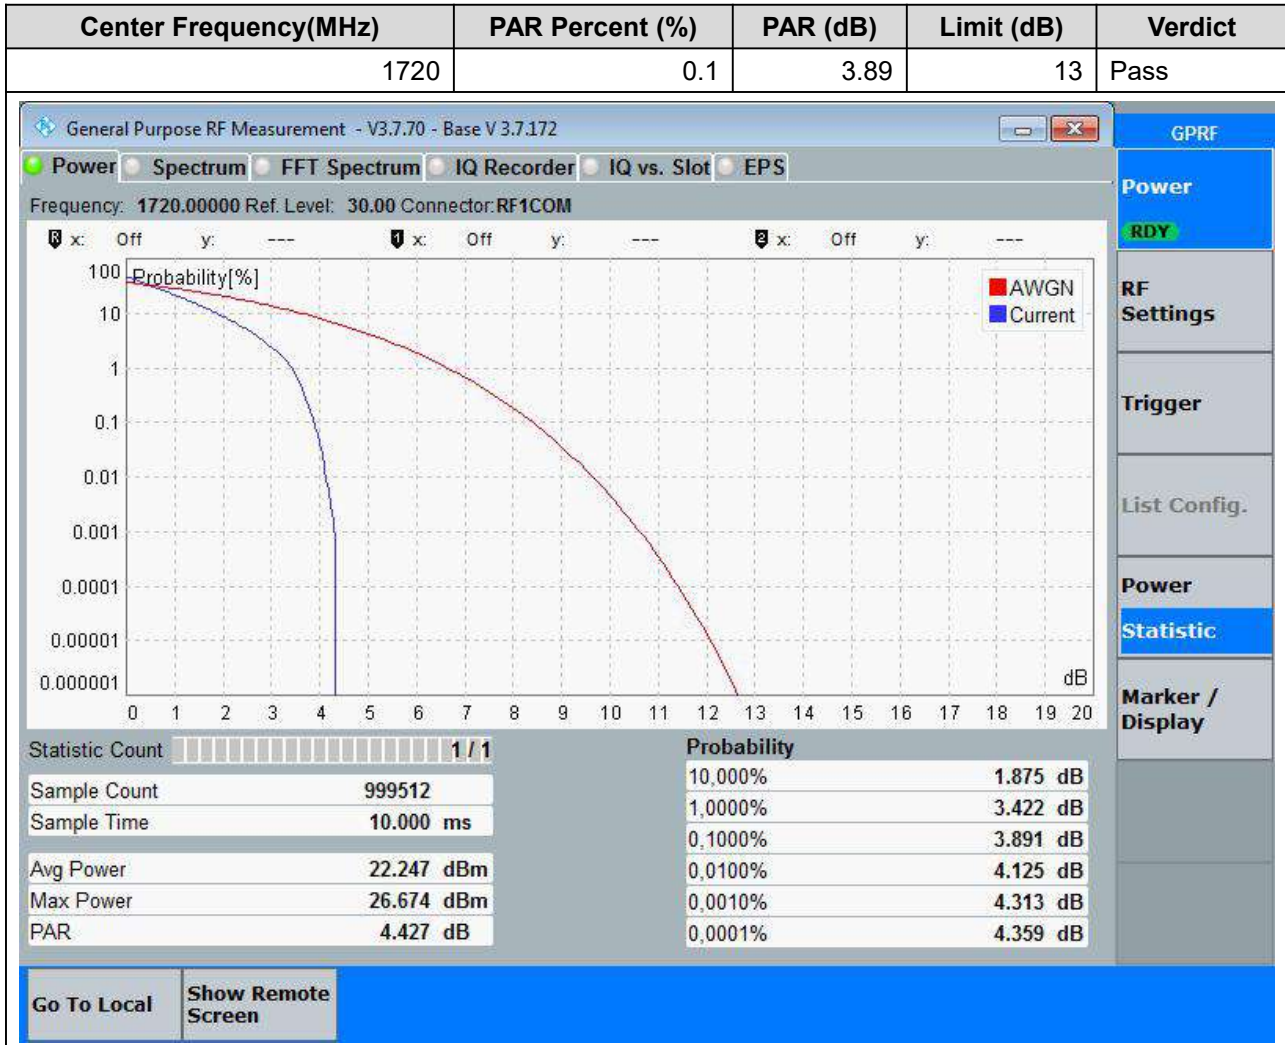 Center Frequency(MHz) PAR Percent (%) PAR (dB) Limit (dB) Verdict
1720 0.1 3.89 13 Pass
General Purpose RF Measurement - V3.7.70 - Base V 3.7.172
GPRF
Power Spectrum FFT Spectrum IQ Recorder IQ vs. Slot EPS
Frequency: 1720.00000 Ref. Level: 30.00 Connector:RF1COM
R x: Off y: --- 1 x: Off y: --- 2 x: Off y: ---
Probability[%]
100
10
1
0.1
0.01
0.001
0.0001
0.00001
0.000001
AWGN
Current
dB
0 1 2 3 4 5 6 7 8 9 10 11 12 13 14 15 16 17 18 19 20
Statistic Count 1 / 1
Sample Count 999512
Sample Time 10.000 ms
Avg Power 22.247 dBm
Max Power 26.674 dBm
PAR 4.427 dB
Probability
10,000% 1.875 dB
1,0000% 3.422 dB
0,1000% 3.891 dB
0,0100% 4.125 dB
0,0010% 4.313 dB
0,0001% 4.359 dB
Power
RDY
RF
Settings
Trigger
List Config.
Power
Statistic
Marker /
Display
Go To Local
Show Remote
Screen